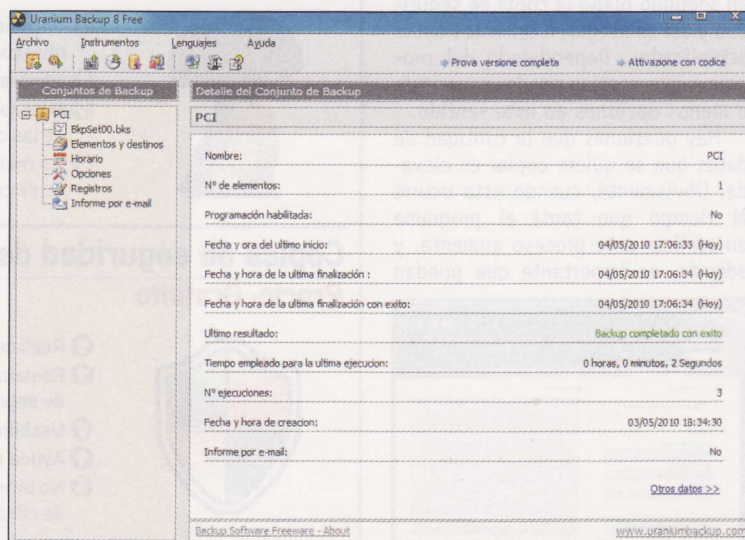 Uranium Backup 8 Free
Archivo Instrumentos Lenguajes Ayuda
Prova versione completa Attivazione con codice
Conjuntos de Backup
Detalle del Conjunto de Backup
PCI
BkpSet00.bks
Elementos y destinos
Horario
Opciones
Registros
Informe por e-mail
PCI
Nombre: PCI
Nº de elementos: 1
Programación habilitada: No
Fecha y ora del ultimo inicio: 04/05/2010 17:06:33 (Hoy)
Fecha y hora de la ultima finalización : 04/05/2010 17:06:34 (Hoy)
Fecha y hora de la ultima finalización con exito: 04/05/2010 17:06:34 (Hoy)
Ultimo resultado: Backup completado con exito
Tiempo empleado para la ultima ejecucion: 0 horas, 0 minutos, 2 Segundos
Nº ejecuciones: 3
Fecha y hora de creacion: 03/05/2010 18:34:30
Informe por e-mail: No
Otros datos >>
Backup Software Freeware - About www.uraniumbackup.com